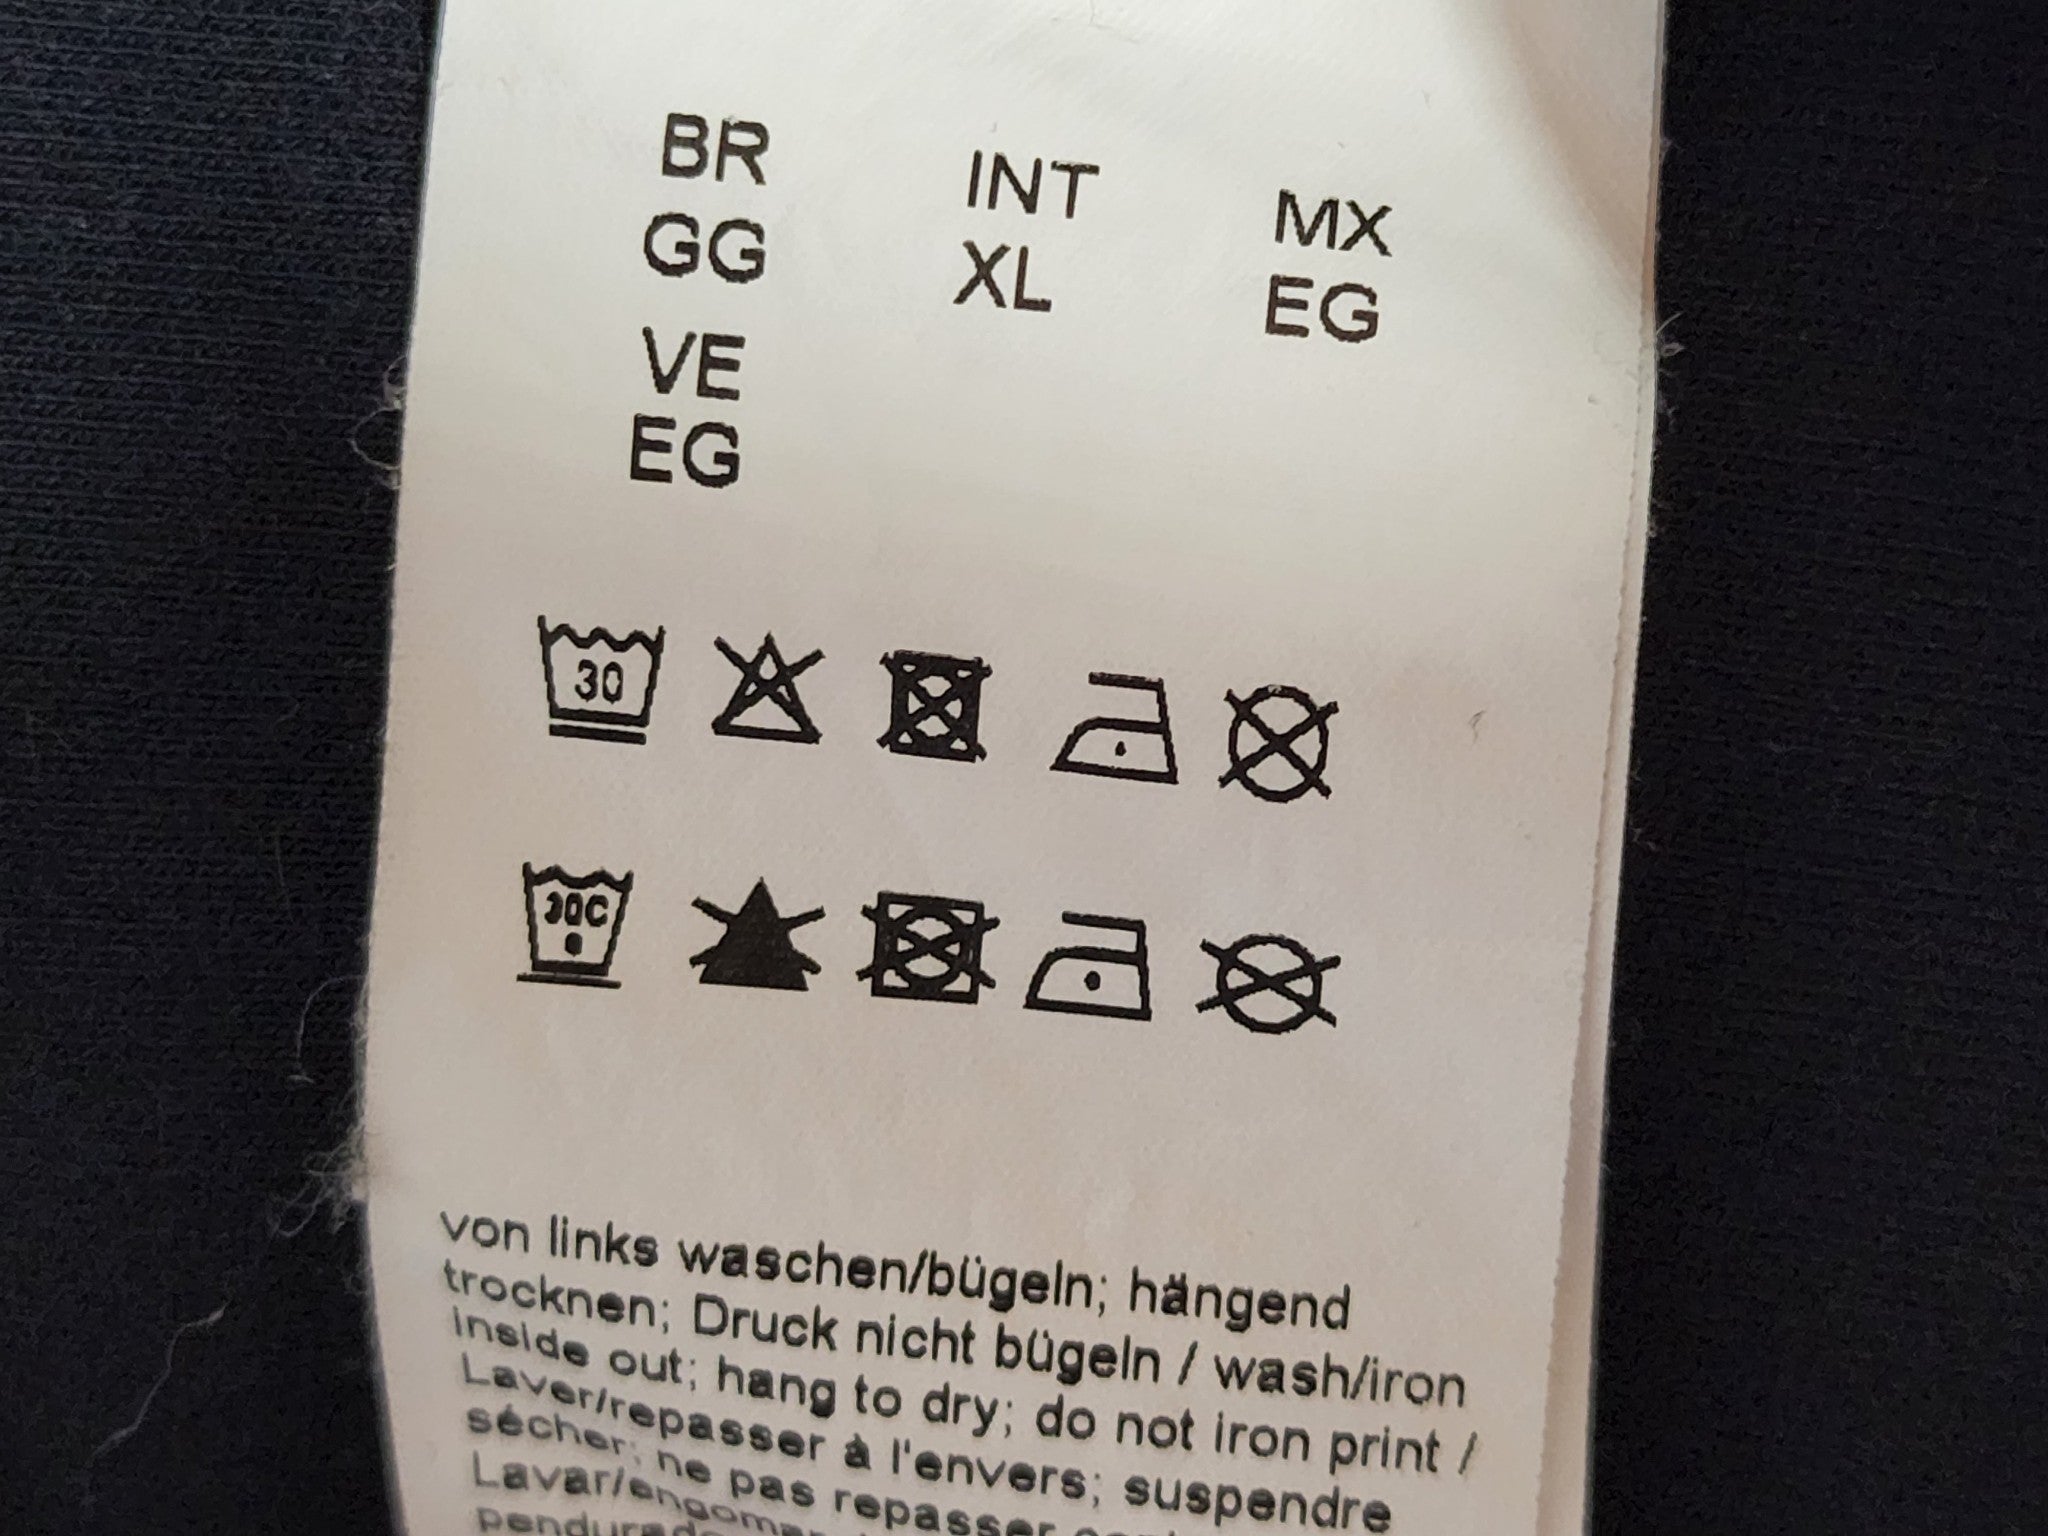 BR INT MX
GG XL EG
VE
EG
30
30C
von links waschen/bügeln; hängend
trocknen; Druck nicht bügeln / wash/iron
inside out; hang to dry; do not iron print /
Laver/repasser à l'envers; suspendre
sécher; ne pas repasser
Lavar/engomar